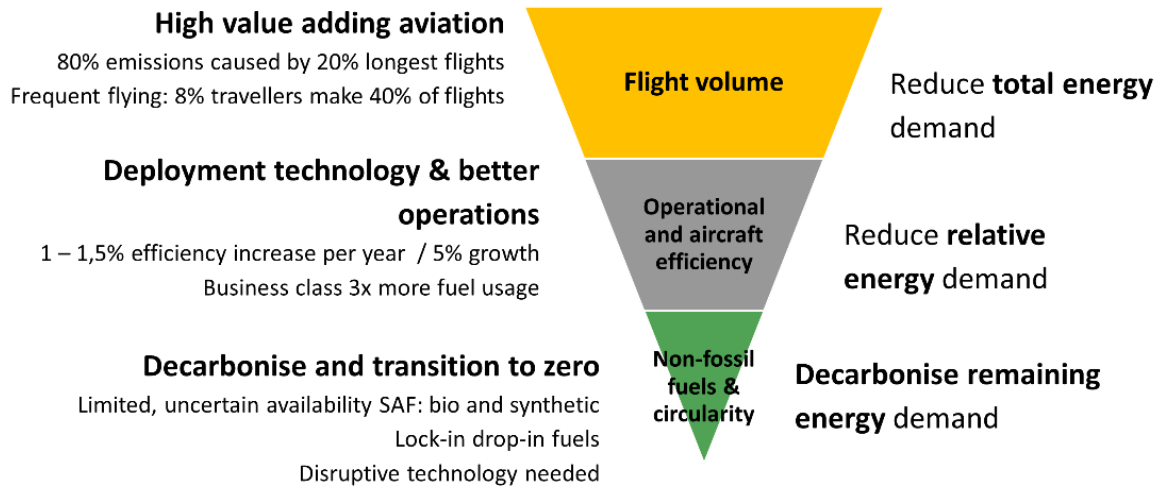 High value adding aviation
80% emissions caused by 20% longest flights
Frequent flying: 8% travellers make 40% of flights
Flight volume
Reduce total energy
demand
Deployment technology & better
operations
1 – 1,5% efficiency increase per year / 5% growth
Business class 3x more fuel usage
Operational
and aircraft
efficiency
Reduce relative
energy demand
Decarbonise and transition to zero
Limited, uncertain availability SAF: bio and synthetic
Lock-in drop-in fuels
Disruptive technology needed
Non-fossil
fuels &
circularity
Decarbonise remaining
energy demand